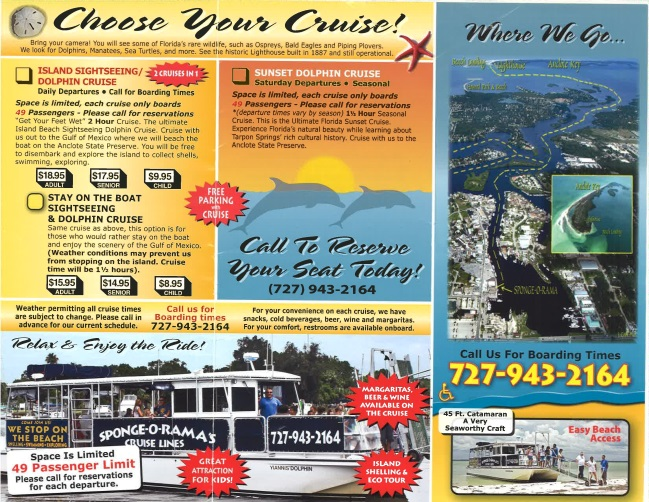 Choose Your Cruise!
Bring your camera! You will see some of Florida's rare wildlife, such as Ospreys, Bald Eagles and Piping Plovers.
We look for Dolphins, Manatees, Sea Turtles, and more. See the historic Lighthouse built in 1887 and still operational.
ISLAND SIGHTSEEING/
DOLPHIN CRUISE
2 CRUISES IN 1
Daily Departures • Call for Boarding Times
Space is limited, each cruise only boards
49 Passengers - Please call for reservations
"Get Your Feet Wet" 2 Hour Cruise. The ultimate
Island Beach Sightseeing Dolphin Cruise. Cruise with
us out to the Gulf of Mexico where we will beach the
boat on the Anclote State Preserve. You will be free
to disembark and explore the island to collect shells,
swimming, exploring.
$18.95 ADULT
$17.95 SENIOR
$9.95 CHILD
STAY ON THE BOAT
SIGHTSEEING
& DOLPHIN CRUISE
Same cruise as above, this option is for
those who would rather stay on the boat
and enjoy the scenery of the Gulf of Mexico.
(Weather conditions may prevent us
from stopping on the island. Cruise
time will be 1½ hours).
$15.95 ADULT
$14.95 SENIOR
$8.95 CHILD
SUNSET DOLPHIN CRUISE
Saturday Departures • Seasonal
Space is limited, each cruise only boards
49 Passengers - Please call for reservations
*(departure times vary by season) 1½ Hour Seasonal
Cruise. This is the Ultimate Florida Sunset Cruise.
Experience Florida's natural beauty while learning about
Tarpon Springs' rich cultural history. Cruise with us to the
Anclote State Preserve.
FREE
PARKING
with
CRUISE
Call To Reserve
Your Seat Today!
(727) 943-2164
Weather permitting all cruise times
are subject to change. Please call in
advance for our current schedule.
Call us for
Boarding times
727-943-2164
For your convenience on each cruise, we have
snacks, cold beverages, beer, wine and margaritas.
For your comfort, restrooms are available onboard.
Relax & Enjoy the Ride!
WE STOP ON
THE BEACH
SPONGE-O-RAMA's
CRUISE LINES
727-943-2164
YIANNIS'DOLPHIN
MARGARITAS,
BEER & WINE
AVAILABLE ON
THE CRUISE
GREAT
ATTRACTION
FOR KIDS!
ISLAND
SHELLING &
ECO TOUR
Space Is Limited
49 Passenger Limit
Please call for reservations
for each departure.
Where We Go...
Beach Landing
Lighthouse
Anclote Key
Anclote Key
SPONGE-O-RAMA
Call Us For Boarding Times
727-943-2164
45 Ft. Catamaran
A Very
Seaworthy Craft
Easy Beach
Access